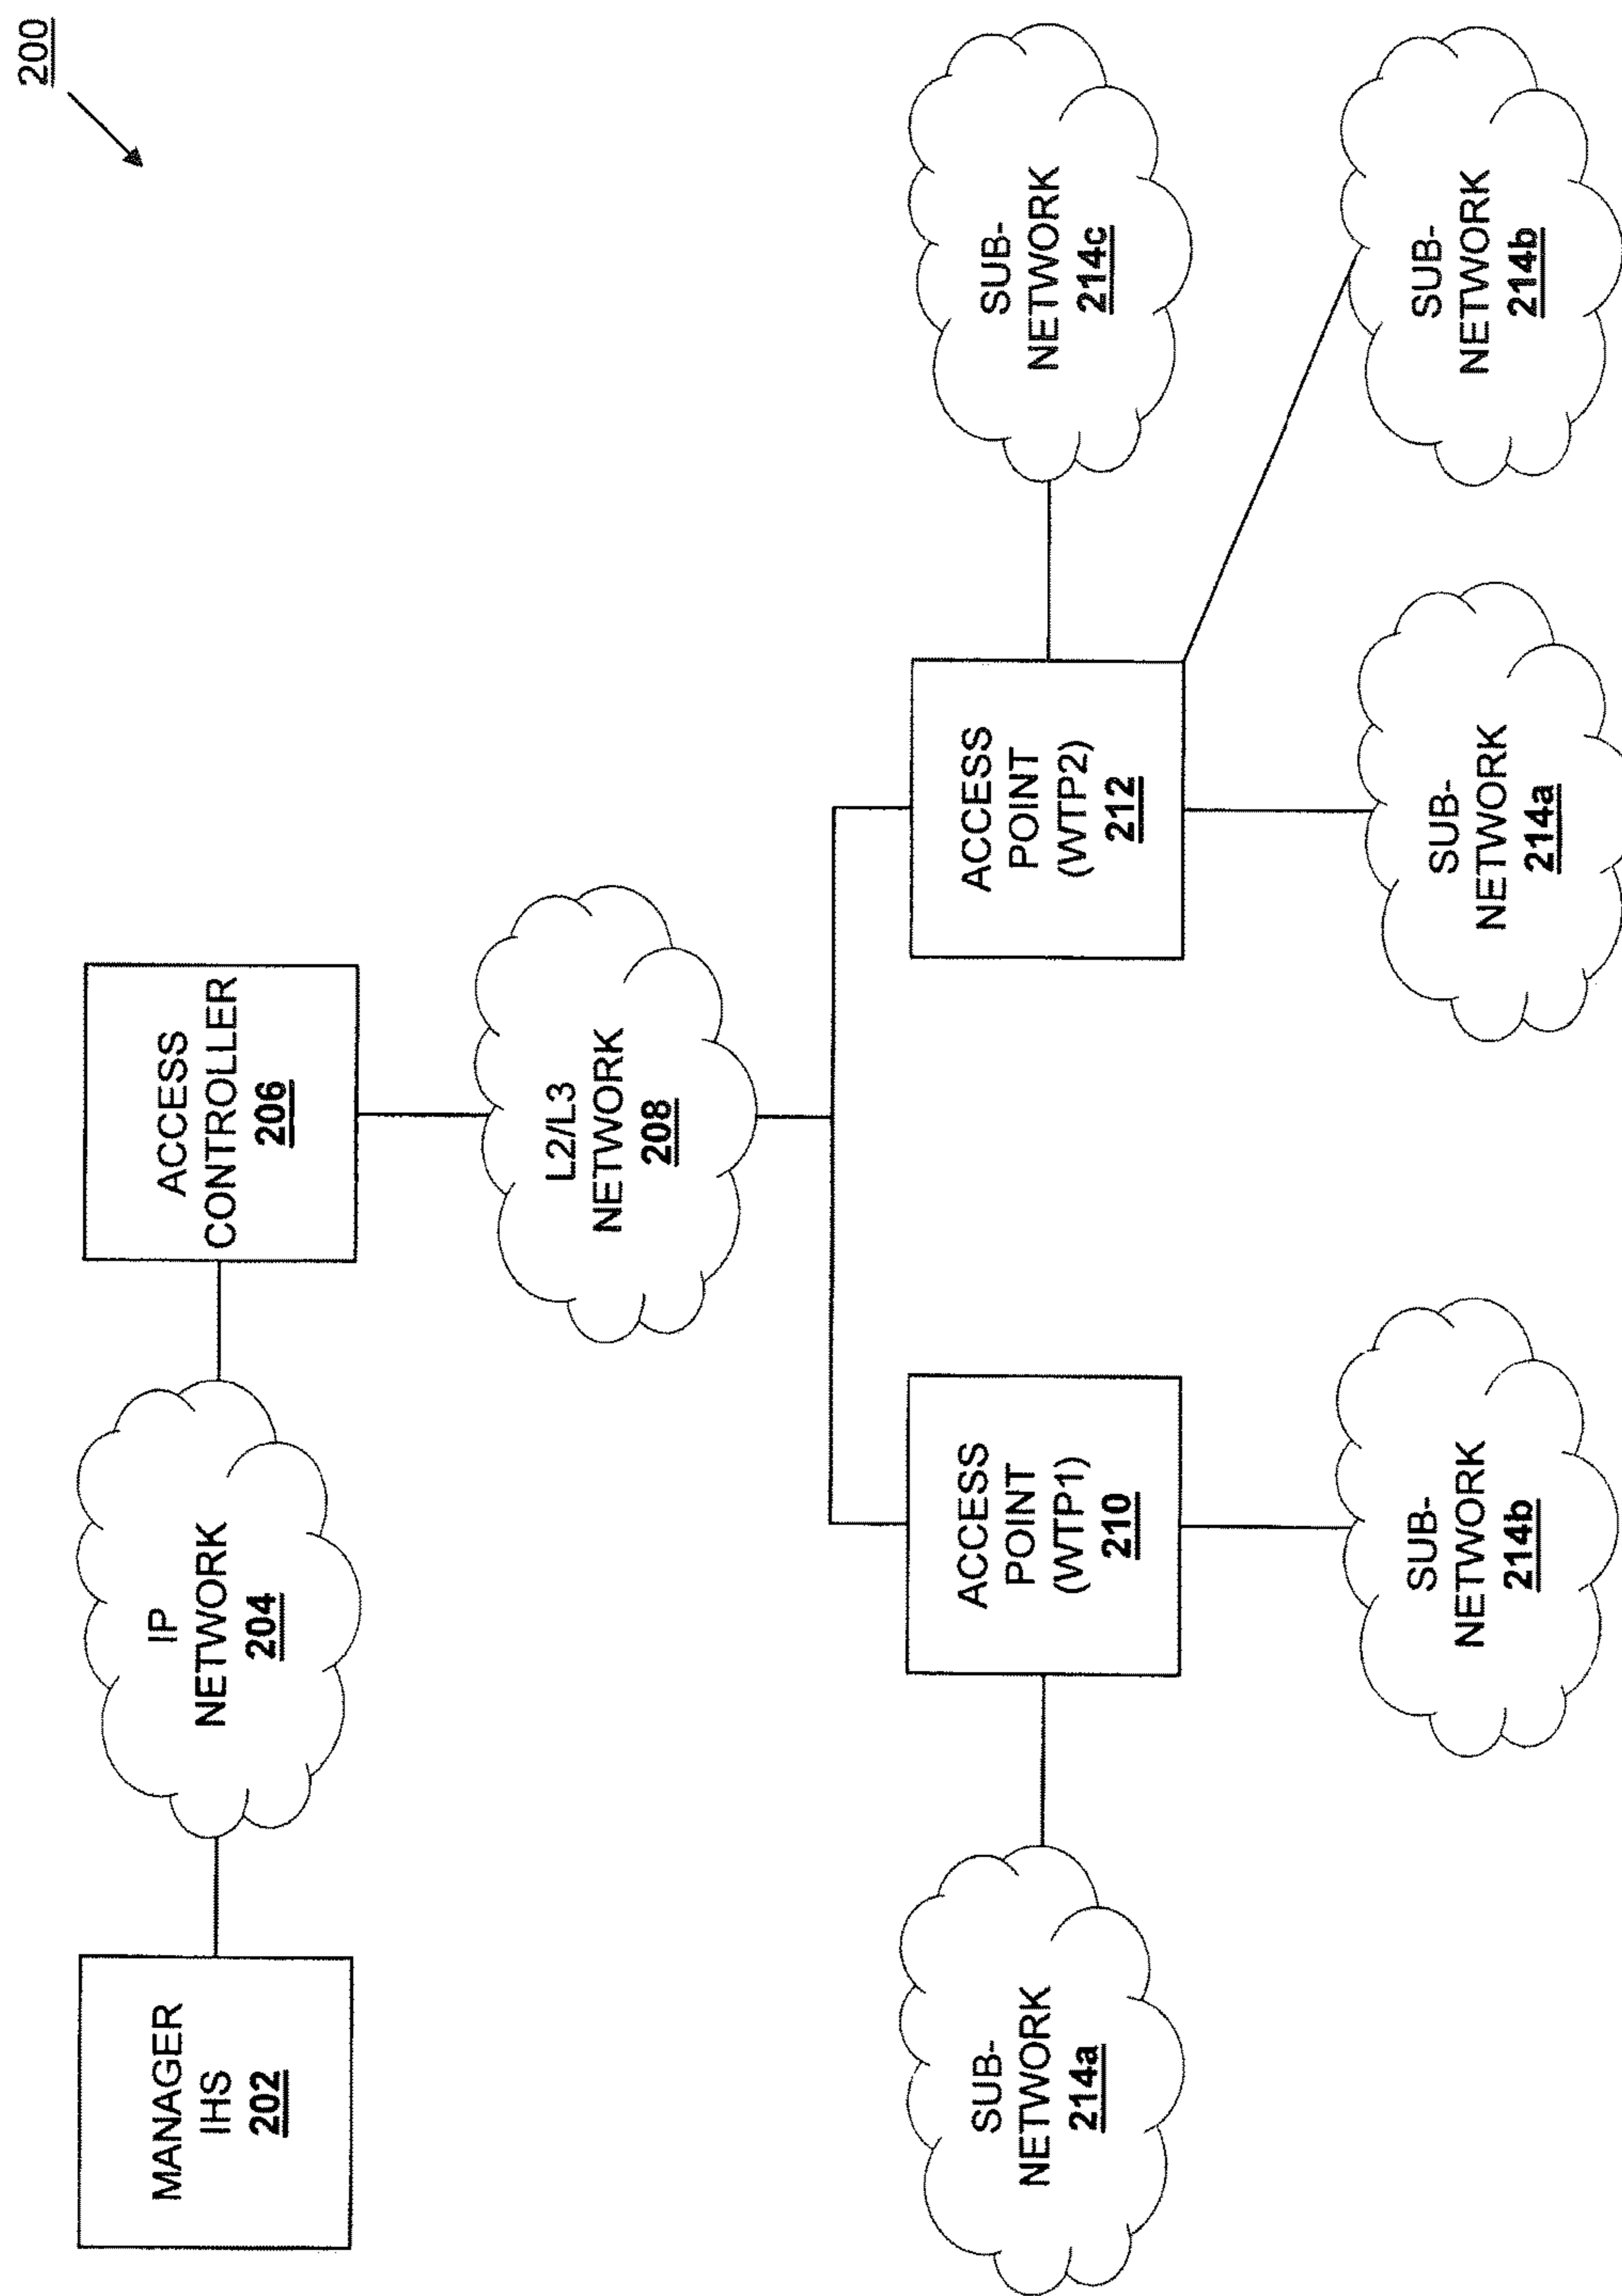 200
MANAGER
IHS
202
IP
NETWORK
204
ACCESS
CONTROLLER
206
L2/L3
NETWORK
208
SUB-
NETWORK
214a
ACCESS
POINT
(WTP1)
210
ACCESS
POINT
(WTP2)
212
SUB-
NETWORK
214c
SUB-
NETWORK
214b
SUB-
NETWORK
214a
SUB-
NETWORK
214b